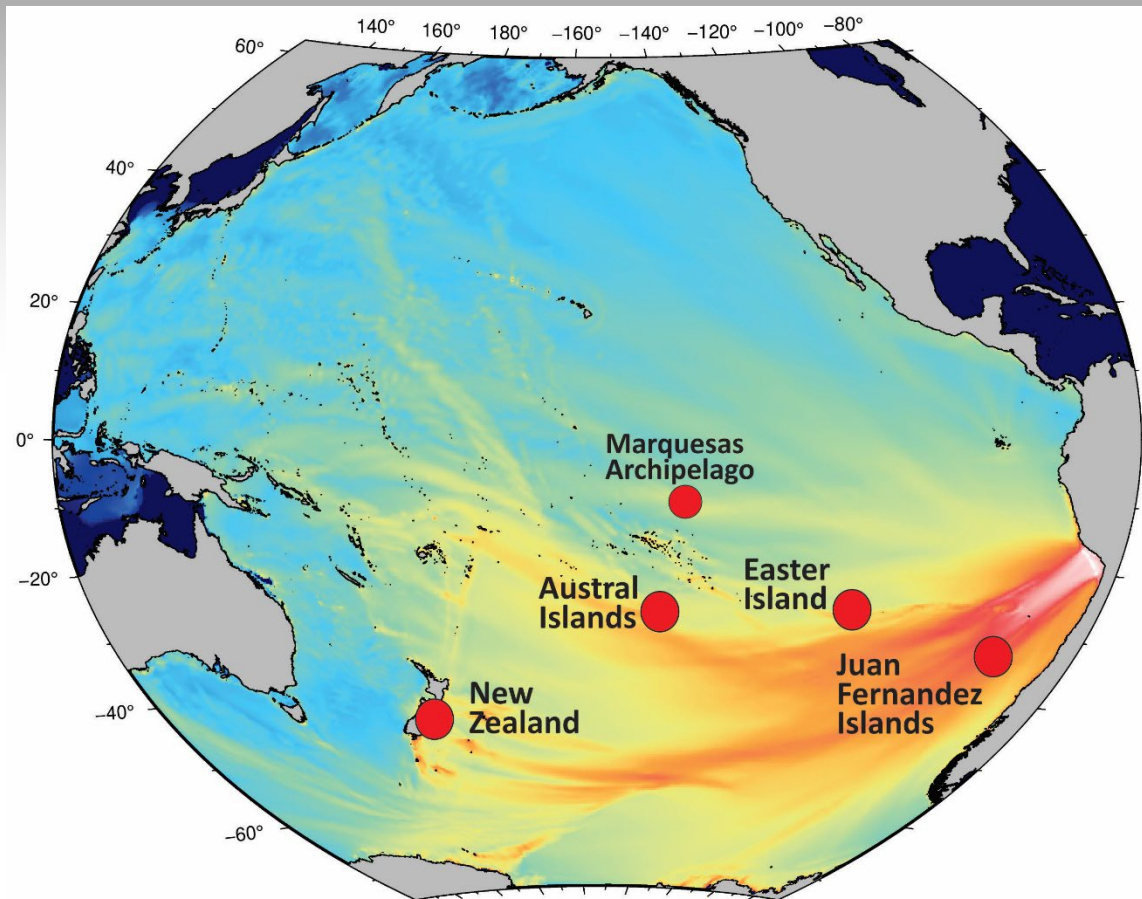 140° 160° 180° −160° −140° −120° −100° −80°
60°
40°
20°
0°
−20°
−40°
−60°
Marquesas
Archipelago
Austral
Islands
Easter
Island
Juan
Fernandez
Islands
New
Zealand